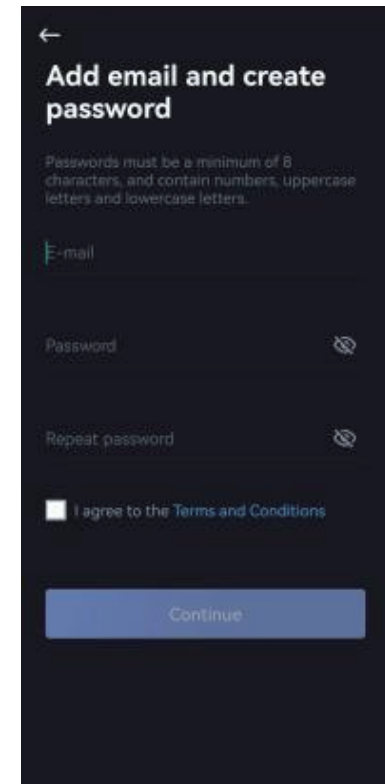 Add email and create
password
Passwords must be a minimum of 8
characters, and contain numbers, uppercase
letters and lowercase letters.
E-mail
Password
Repeat password
I agree to the Terms and Conditions
Continue